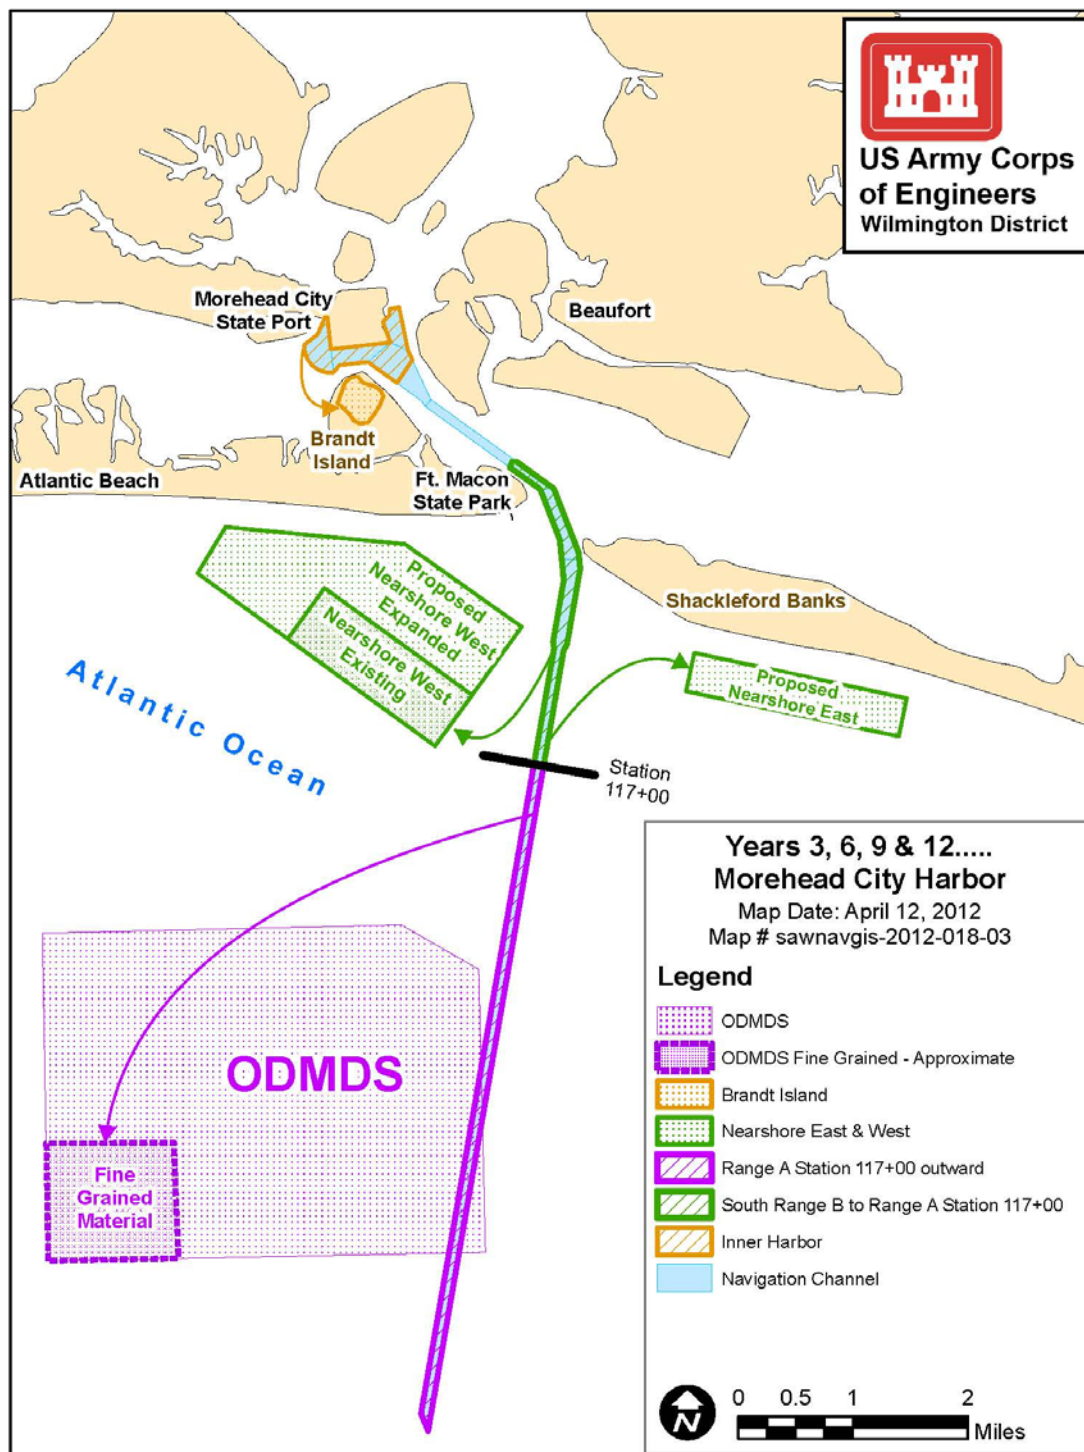 US Army Corps
of Engineers
Wilmington District
Morehead City
State Port
Beaufort
Brandt
Island
Atlantic Beach
Ft. Macon
State Park
Shackleford Banks
Proposed
Nearshore West
Expanded
Nearshore West
Existing
Proposed
Nearshore East
Atlantic Ocean
Station
117+00
ODMDS
Fine
Grained
Material
Years 3, 6, 9 & 12.....
Morehead City Harbor
Map Date: April 12, 2012
Map # sawnavgis-2012-018-03
Legend
ODMDS
ODMDS Fine Grained - Approximate
Brandt Island
Nearshore East & West
Range A Station 117+00 outward
South Range B to Range A Station 117+00
Inner Harbor
Navigation Channel
N
0 0.5 1 2
Miles